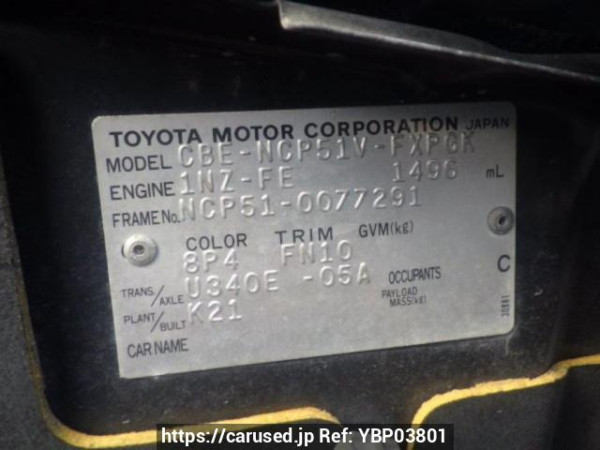 TOYOTA MOTOR CORPORATION JAPAN
MODEL CBE-NCP51V-FXPGK
ENGINE 1NZ-FE 1496 mL
FRAME No. NCP51-0077291
COLOR TRIM GVM(kg)
8P4 FN10
TRANS./AXLE U340E -05A OCCUPANTS C
PAYLOAD MASS(kg)
PLANT/BUILT K21
CAR NAME
https://carused.jp Ref: YBP03801